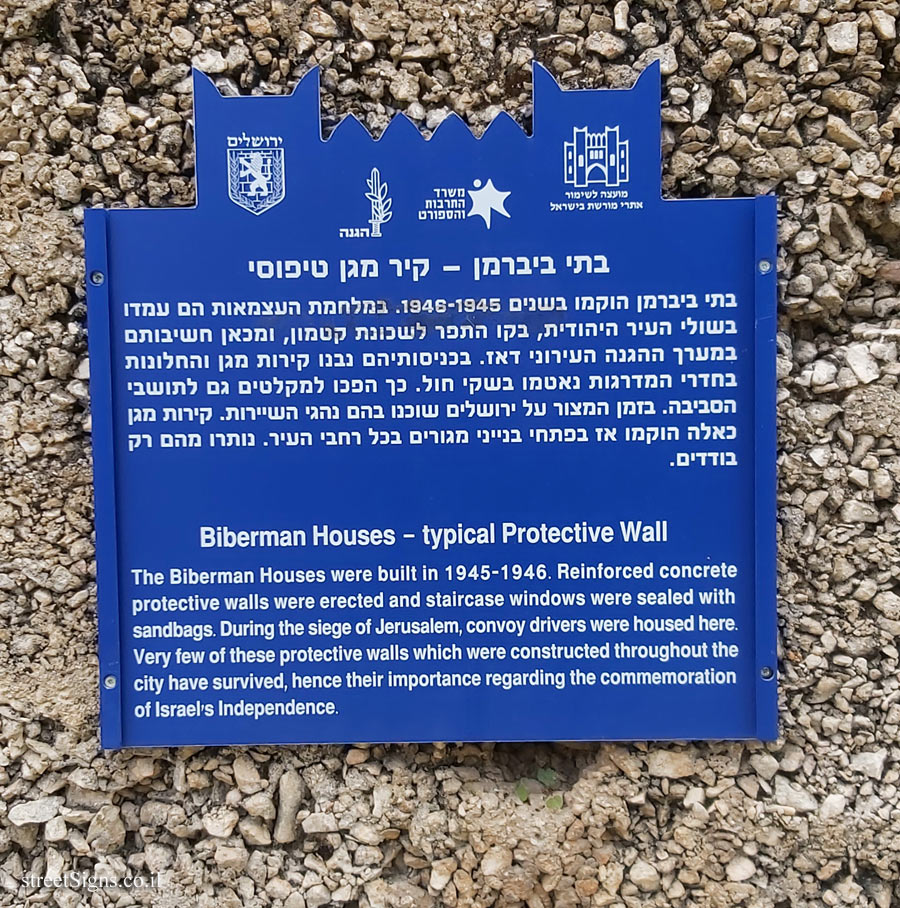 ירושלים
הגנה
משרד
התרבות
והספורט
מועצה לשימור
אתרי מורשת בישראל
בתי ביברמן – קיר מגן טיפוסי
בתי ביברמן הוקמו בשנים 1946-1945. במלחמת העצמאות הם עמדו
בשולי העיר היהודית, בקו התפר לשכונת קטמון, ומכאן חשיבותם
במערך ההגנה העירוני דאז. בכניסותיהם נבנו קירות מגן והחלונות
בחדרי המדרגות נאטמו בשקי חול. כך הפכו למקלטים גם לתושבי
הסביבה. בזמן המצור על ירושלים שוכנו בהם נהגי השיירות. קירות מגן
כאלה הוקמו אז בפתחי בנייני מגורים בכל רחבי העיר. נותרו מהם רק
בודדים.
Biberman Houses – typical Protective Wall
The Biberman Houses were built in 1945-1946. Reinforced concrete
protective walls were erected and staircase windows were sealed with
sandbags. During the siege of Jerusalem, convoy drivers were housed here.
Very few of these protective walls which were constructed throughout the
city have survived, hence their importance regarding the commemoration
of Israel's Independence.
streetSigns.co.il